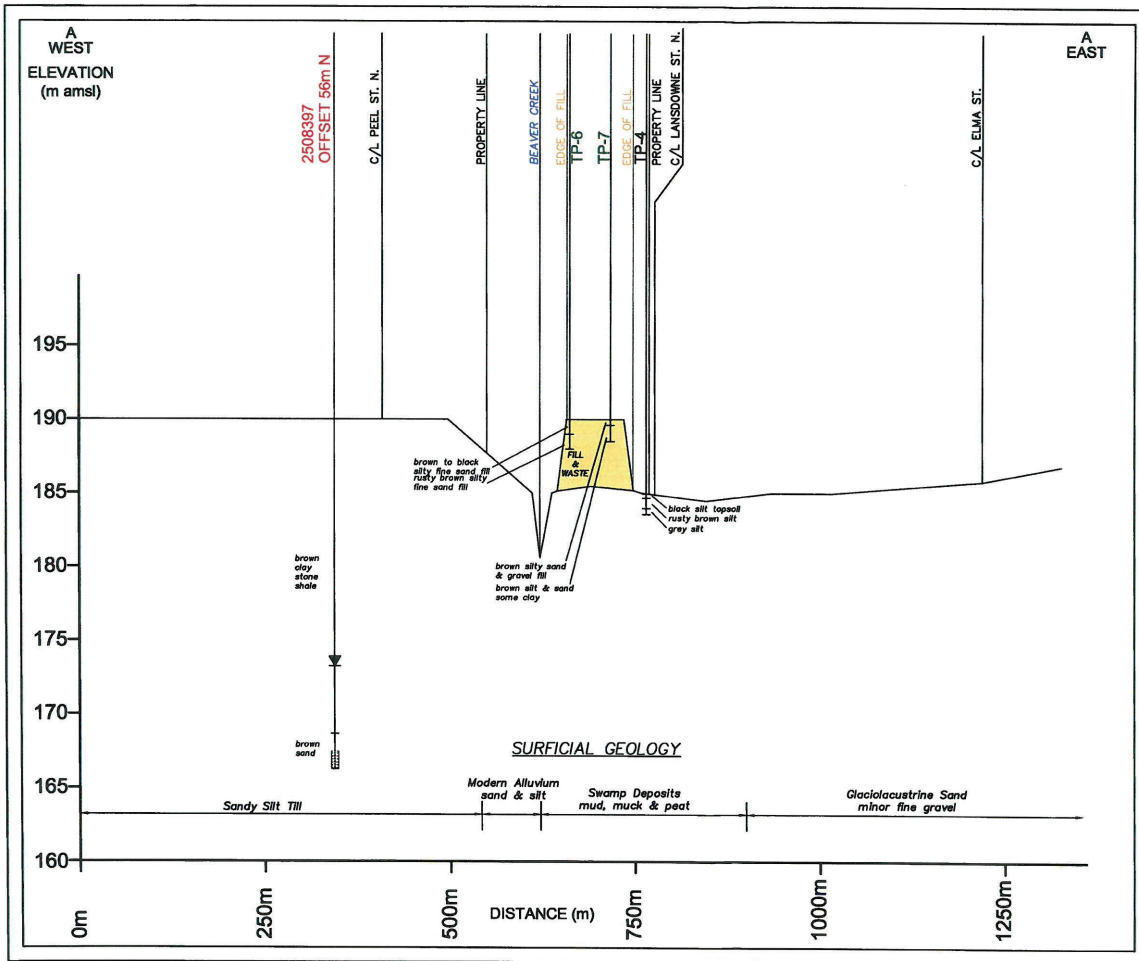 A
WEST
ELEVATION
(m amsl)
2508397
OFFSET 56m N
C/L PEEL ST. N.
PROPERTY LINE
BEAVER CREEK
EDGE OF FILL
TP-6
TP-7
EDGE OF FILL
TP-4
PROPERTY LINE
C/L LANSDOWNE ST. N.
C/L ELMA ST.
A
EAST
195
190
185
180
175
170
165
160
brown to black
silty fine sand fill
rusty brown silty
fine sand fill
FILL
&
WASTE
black silt topsoil
rusty brown silt
grey silt
brown silty sand
& gravel fill
brown silt & sand
some clay
brown
clay
stone
shale
brown
sand
SURFICIAL GEOLOGY
Sandy Silt Till
Modern Alluvium
sand & silt
Swamp Deposits
mud, muck & peat
Glaciolacustrine Sand
minor fine gravel
0m
250m
500m
750m
1000m
1250m
DISTANCE (m)